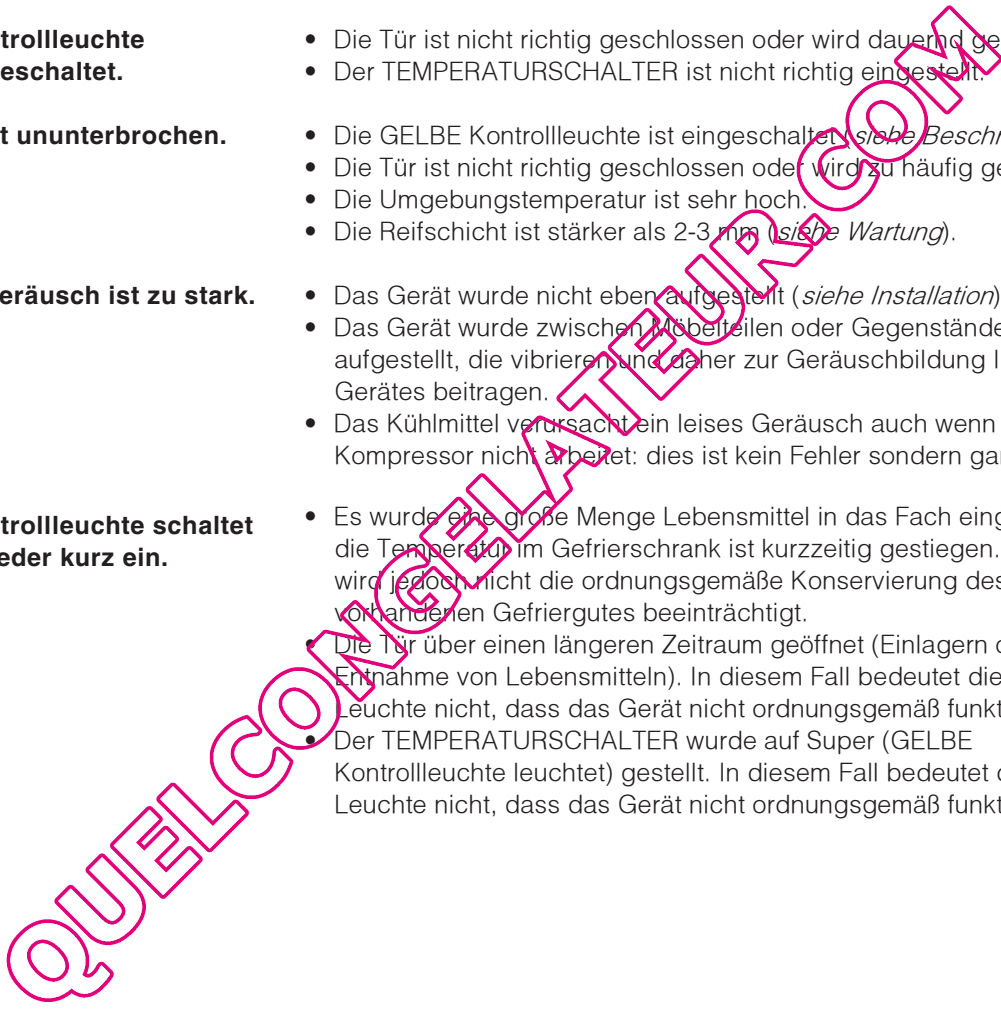 trollleuchte
eschaltet.
• Die Tür ist nicht richtig geschlossen oder wird dauernd ge
• Der TEMPERATURSCHALTER ist nicht richtig eingestellt.
t ununterbrochen.
• Die GELBE Kontrollleuchte ist eingeschaltet (siehe Beschr
• Die Tür ist nicht richtig geschlossen oder wird zu häufig ge
• Die Umgebungstemperatur ist sehr hoch.
• Die Reifschicht ist stärker als 2-3 mm (siehe Wartung).
eräusch ist zu stark.
• Das Gerät wurde nicht eben aufgestellt (siehe Installation)
• Das Gerät wurde zwischen Möbelteilen oder Gegenstände
aufgestellt, die vibrieren und daher zur Geräuschbildung I
Gerätes beitragen.
• Das Kühlmittel verursacht ein leises Geräusch auch wenn
Kompressor nicht arbeitet: dies ist kein Fehler sondern gar
trollleuchte schaltet
eder kurz ein.
• Es wurde eine große Menge Lebensmittel in das Fach eing
die Temperatur im Gefrierschrank ist kurzzeitig gestiegen.
wird jedoch nicht die ordnungsgemäße Konservierung des
vorhandenen Gefriergutes beeinträchtigt.
• Die Tür über einen längeren Zeitraum geöffnet (Einlagern o
Entnahme von Lebensmitteln). In diesem Fall bedeutet die
Leuchte nicht, dass das Gerät nicht ordnungsgemäß funkt
• Der TEMPERATURSCHALTER wurde auf Super (GELBE
Kontrollleuchte leuchtet) gestellt. In diesem Fall bedeutet d
Leuchte nicht, dass das Gerät nicht ordnungsgemäß funkt
QUELCONGELATEUR.COM